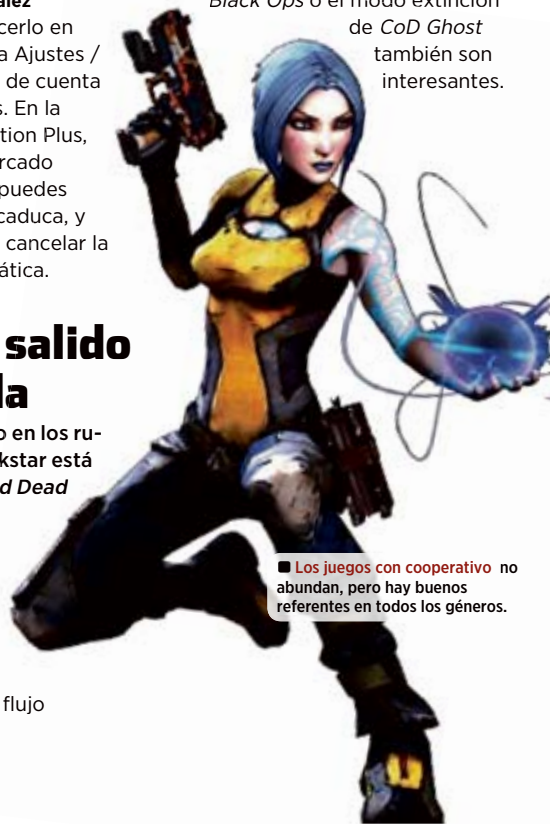 ález
cerlo en
a Ajustes /
de cuenta
s. En la
tion Plus,
rcado
puedes
caduca, y
cancelar la
ática.
salido
la
o en los ru-
kstar está
d Dead
flujo
Black Ops o el modo extinción
de CoD Ghost
también son
interesantes.
■ Los juegos con cooperativo no
abundan, pero hay buenos
referentes en todos los géneros.